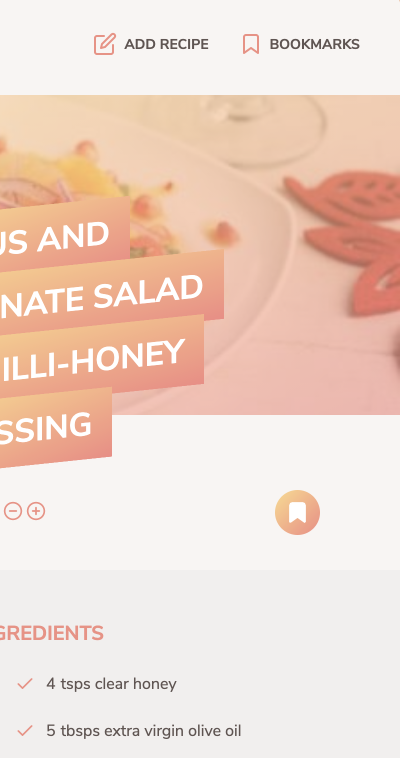 ADD RECIPE BOOKMARKS
US AND
NATE SALAD
ILLI-HONEY
SSING
GREDIENTS
4 tsps clear honey
5 tbsps extra virgin olive oil